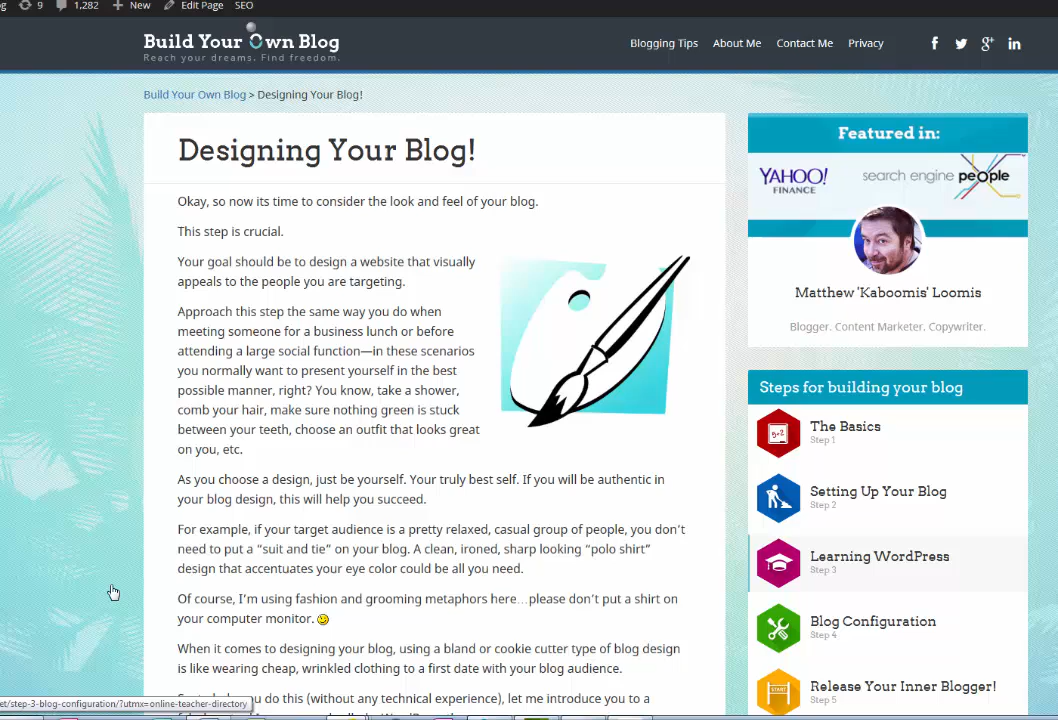 9 1,282 New Edit Page SEO
Build Your Own Blog
Reach your dreams. Find freedom.
Blogging Tips About Me Contact Me Privacy
Build Your Own Blog > Designing Your Blog!
Designing Your Blog!
Okay, so now its time to consider the look and feel of your blog.
This step is crucial.
Your goal should be to design a website that visually
appeals to the people you are targeting.
Approach this step the same way you do when
meeting someone for a business lunch or before
attending a large social function—in these scenarios
you normally want to present yourself in the best
possible manner, right? You know, take a shower,
comb your hair, make sure nothing green is stuck
between your teeth, choose an outfit that looks great
on you, etc.
As you choose a design, just be yourself. Your truly best self. If you will be authentic in
your blog design, this will help you succeed.
For example, if your target audience is a pretty relaxed, casual group of people, you don't
need to put a “suit and tie” on your blog. A clean, ironed, sharp looking “polo shirt”
design that accentuates your eye color could be all you need.
Of course, I'm using fashion and grooming metaphors here…please don't put a shirt on
your computer monitor.
When it comes to designing your blog, using a bland or cookie cutter type of blog design
is like wearing cheap, wrinkled clothing to a first date with your blog audience.
you do this (without any technical experience), let me introduce you to a
et/step-3-blog-configuration/?utmx=online-teacher-directory
Featured in:
YAHOO!
FINANCE
search engine people
Matthew 'Kaboomis' Loomis
Blogger. Content Marketer. Copywriter.
Steps for building your blog
The Basics
Step 1
Setting Up Your Blog
Step 2
Learning WordPress
Step 3
Blog Configuration
Step 4
START
Release Your Inner Blogger!
Step 5